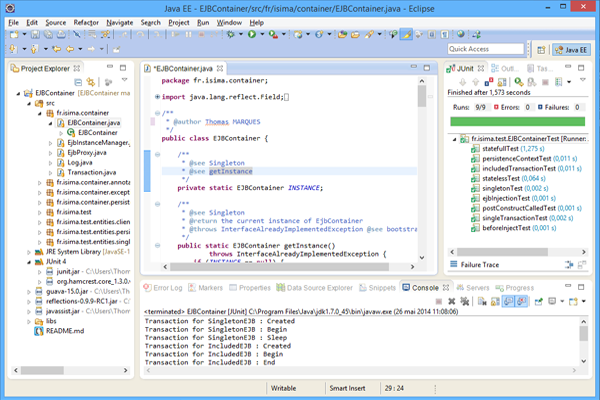 Java EE - EJBContainer/src/fr/isima/container/EJBContainer.java - Eclipse
File Edit Source Refactor Navigate Search Project Run Window Help
Quick Access
Java EE
Project Explorer
EJBContainer [EJBContainer ma
src
fr.isima.container
EJBContainer.java
EJBContainer
EjbInstanceManager.
EjbProxy.java
Log.java
Transaction.java
fr.isima.container.annota
fr.isima.container.except
fr.isima.persistence
fr.isima.test
fr.isima.test.entities.clien
fr.isima.test.entities.persi
fr.isima.test.entities.singl
JRE System Library [JavaSE-1
JUnit 4
junit.jar - C:\Users\Thom
org.hamcrest.core_1.3.0
guava-15.0.jar - C:\Users\
reflections-0.9.9-RC1.jar -
javassist.jar - C:\Users\T
libs
README.md
*EJBContainer.java
package fr.isima.container;
import java.lang.reflect.Field;
/**
* @author Thomas MARQUES
*/
public class EJBContainer {
/**
* @see Singleton
* @see getInstance
*/
private static EJBContainer INSTANCE;
/**
* @see Singleton
* @return the current instance of EjbContainer
* @throws InterfaceAlreadyImplementedException @see bootstra
*/
public static EJBContainer getInstance()
throws InterfaceAlreadyImplementedException {
if (INSTANCE == null) {
JUnit
Outl...
Tas...
Finished after 1,573 seconds
Runs: 9/9 Errors: 0 Failures: 0
fr.isima.test.EJBContainerTest [Runner:
statefullTest (1,275 s)
persistenceContextTest (0,011 s)
includedTransactionTest (0,011 s)
statelessTest (0,064 s)
singletonTest (0,002 s)
ejbInjectionTest (0,001 s)
postConstructCalledTest (0,001 s)
singleTransactionTest (0,002 s)
beforeInjectTest (0,001 s)
Failure Trace
Error Log Markers Properties Data Source Explorer Snippets Console Servers Progress
<terminated> EJBContainer [JUnit] C:\Program Files\Java\jdk1.7.0_45\bin\javaw.exe (26 mai 2014 11:08:06)
Transaction for SingletonEJB : Created
Transaction for SingletonEJB : Begin
Transaction for SingletonEJB : Sleep
Transaction for IncludedEJB : Created
Transaction for IncludedEJB : Begin
Transaction for IncludedEJB : End
Writable
Smart Insert
29 : 24